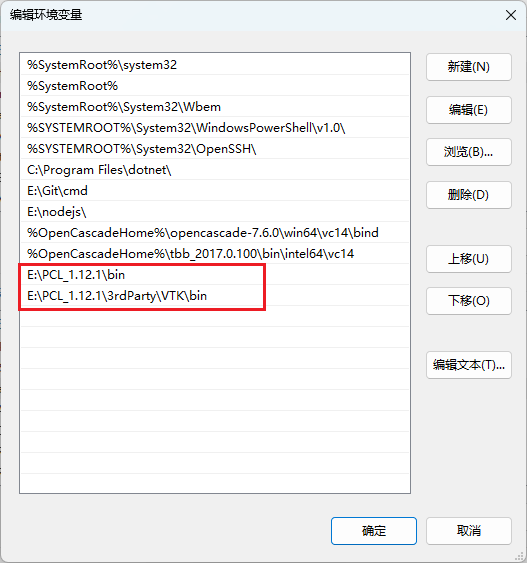 编辑环境变量
%SystemRoot%\system32
%SystemRoot%
%SystemRoot%\System32\Wbem
%SYSTEMROOT%\System32\WindowsPowerShell\v1.0\
%SYSTEMROOT%\System32\OpenSSH\
C:\Program Files\dotnet\
E:\Git\cmd
E:\nodejs\
%OpenCascadeHome%\opencascade-7.6.0\win64\vc14\bind
%OpenCascadeHome%\tbb_2017.0.100\bin\intel64\vc14
E:\PCL_1.12.1\bin
E:\PCL_1.12.1\3rdParty\VTK\bin
新建(N)
编辑(E)
浏览(B)...
删除(D)
上移(U)
下移(O)
编辑文本(T)...
确定
取消